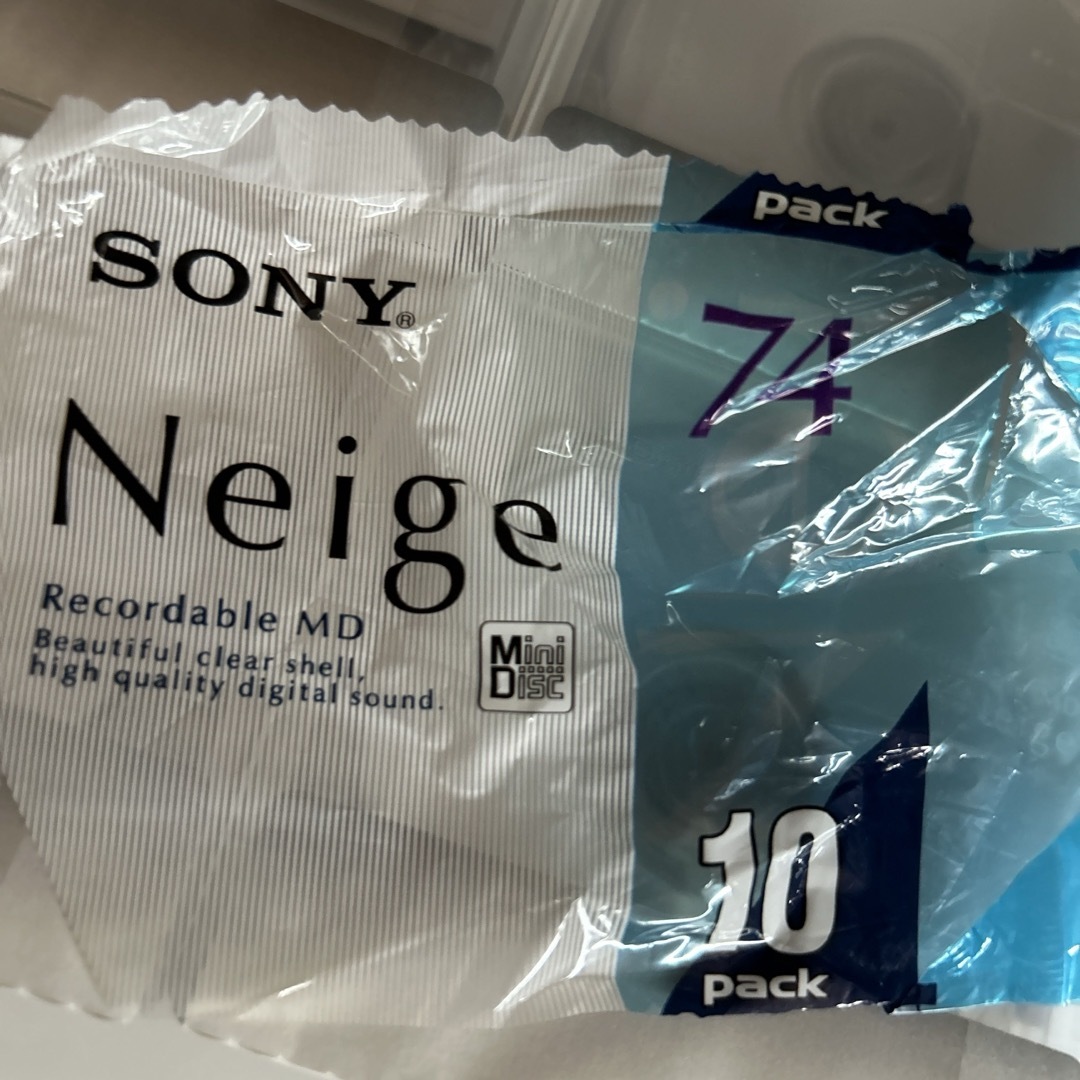 pack
SONY®
74
Neige
Recordable MD
Beautiful clear shell,
high quality digital sound.
Mini
Disc
10
pack